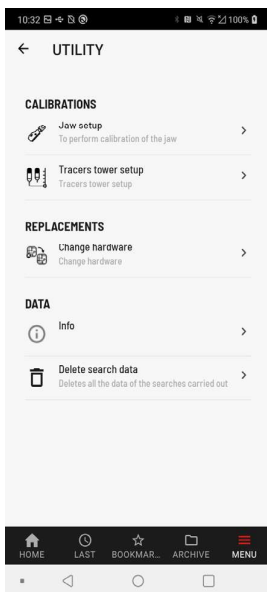 10:32
100%
UTILITY
CALIBRATIONS
Jaw setup
To perform calibration of the jaw
Tracers tower setup
Tracers tower setup
REPLACEMENTS
Change hardware
Change hardware
DATA
Info
Delete search data
Deletes all the data of the searches carried out
HOME LAST BOOKMAR... ARCHIVE MENU